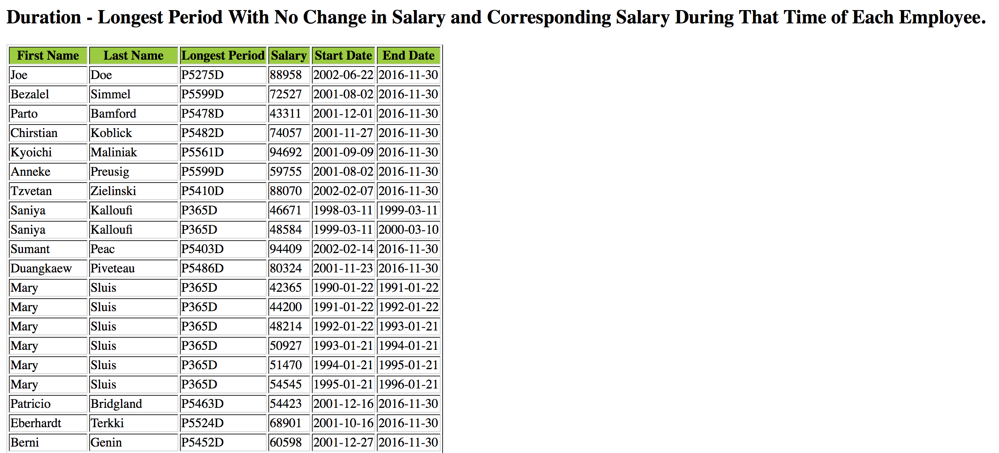 Duration - Longest Period With No Change in Salary and Corresponding Salary During That Time of Each Employee.
First Name Last Name Longest Period Salary Start Date End Date
Joe Doe P5275D 88958 2002-06-22 2016-11-30
Bezalel Simmel P5599D 72527 2001-08-02 2016-11-30
Parto Bamford P5478D 43311 2001-12-01 2016-11-30
Chirstian Koblick P5482D 74057 2001-11-27 2016-11-30
Kyoichi Maliniak P5561D 94692 2001-09-09 2016-11-30
Anneke Preusig P5599D 59755 2001-08-02 2016-11-30
Tzvetan Zielinski P5410D 88070 2002-02-07 2016-11-30
Saniya Kalloufi P365D 46671 1998-03-11 1999-03-11
Saniya Kalloufi P365D 48584 1999-03-11 2000-03-10
Sumant Peac P5403D 94409 2002-02-14 2016-11-30
Duangkaew Piveteau P5486D 80324 2001-11-23 2016-11-30
Mary Sluis P365D 42365 1990-01-22 1991-01-22
Mary Sluis P365D 44200 1991-01-22 1992-01-22
Mary Sluis P365D 48214 1992-01-22 1993-01-21
Mary Sluis P365D 50927 1993-01-21 1994-01-21
Mary Sluis P365D 51470 1994-01-21 1995-01-21
Mary Sluis P365D 54545 1995-01-21 1996-01-21
Patricio Bridgland P5463D 54423 2001-12-16 2016-11-30
Eberhardt Terkki P5524D 68901 2001-10-16 2016-11-30
Berni Genin P5452D 60598 2001-12-27 2016-11-30